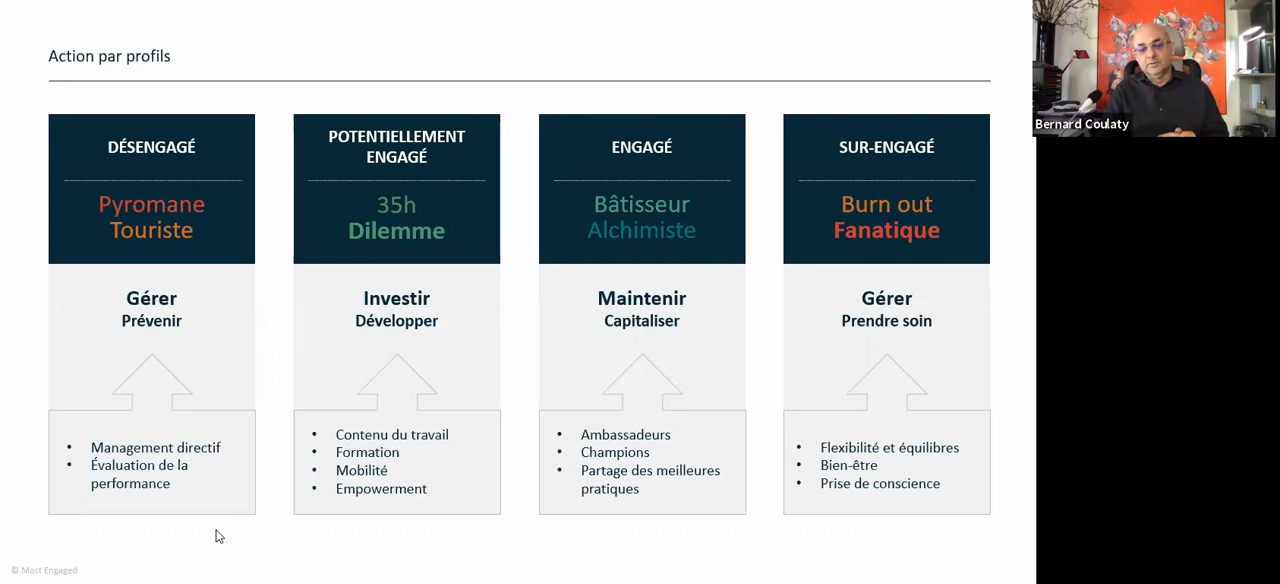 Action par profils
Bernard Coulaty
DÉSENGAGÉ
Pyromane
Touriste
Gérer
Prévenir
• Management directif
• Évaluation de la
performance
POTENTIELLEMENT
ENGAGÉ
35h
Dilemme
Investir
Développer
• Contenu du travail
• Formation
• Mobilité
• Empowerment
ENGAGÉ
Bâtisseur
Alchimiste
Maintenir
Capitaliser
• Ambassadeurs
• Champions
• Partage des meilleures
pratiques
SUR-ENGAGÉ
Burn out
Fanatique
Gérer
Prendre soin
• Flexibilité et équilibres
• Bien-être
• Prise de conscience
© Most Engaged